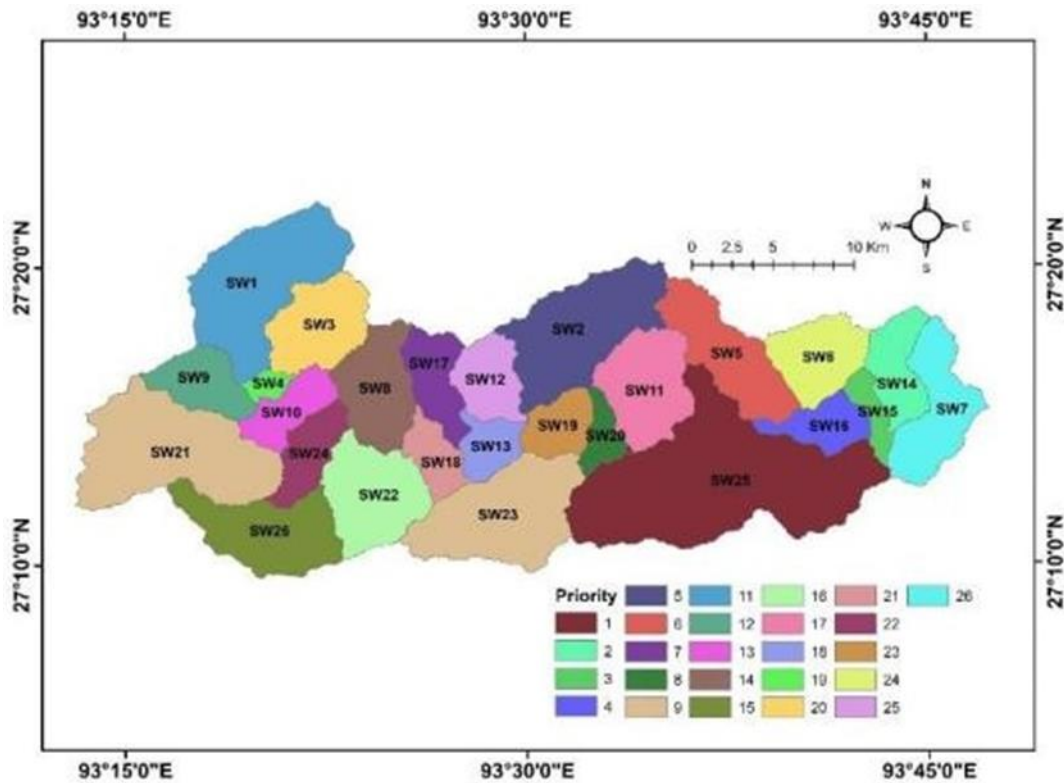 93°15'0"E 93°30'0"E 93°45'0"E
27°20'0"N 27°20'0"N
27°10'0"N 27°10'0"N
N
W E
S
0 2.5 5 10 Km
SW1
SW3
SW2
SW17
SW5
SW6
SW9
SW4
SW8
SW12
SW11
SW14
SW10
SW15
SW7
SW19
SW16
SW20
SW13
SW21
SW24
SW18
SW25
SW22
SW23
SW26
Priority 5 11 16 21 26
1 6 12 17 22
2 7 13 18 23
3 8 14 19 24
4 9 15 20 25
93°15'0"E 93°30'0"E 93°45'0"E